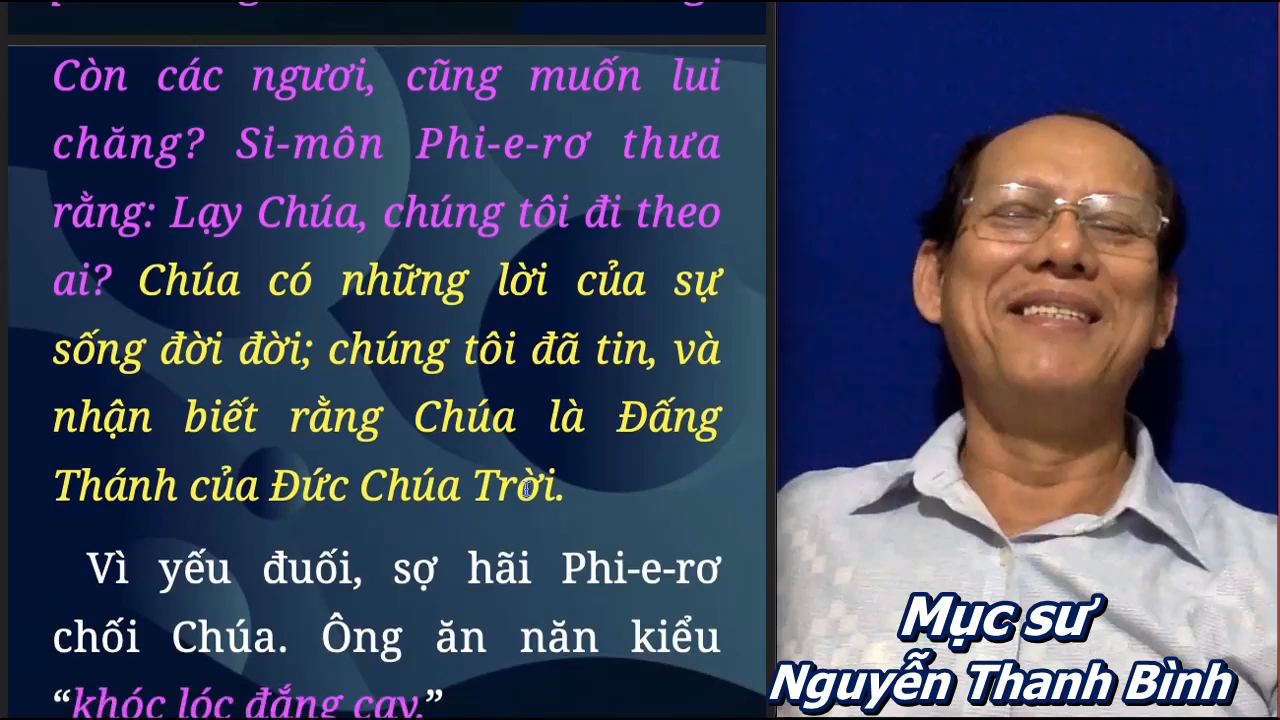 Còn các ngươi, cũng muốn lui
chăng? Si-môn Phi-e-rơ thưa
rằng: Lạy Chúa, chúng tôi đi theo
ai? Chúa có những lời của sự
sống đời đời; chúng tôi đã tin, và
nhận biết rằng Chúa là Đấng
Thánh của Đức Chúa Trời.
Vì yếu đuối, sợ hãi Phi-e-rơ
chối Chúa. Ông ăn năn kiểu
“khóc lóc đắng cay.”
Mục sư
Nguyễn Thanh Bình